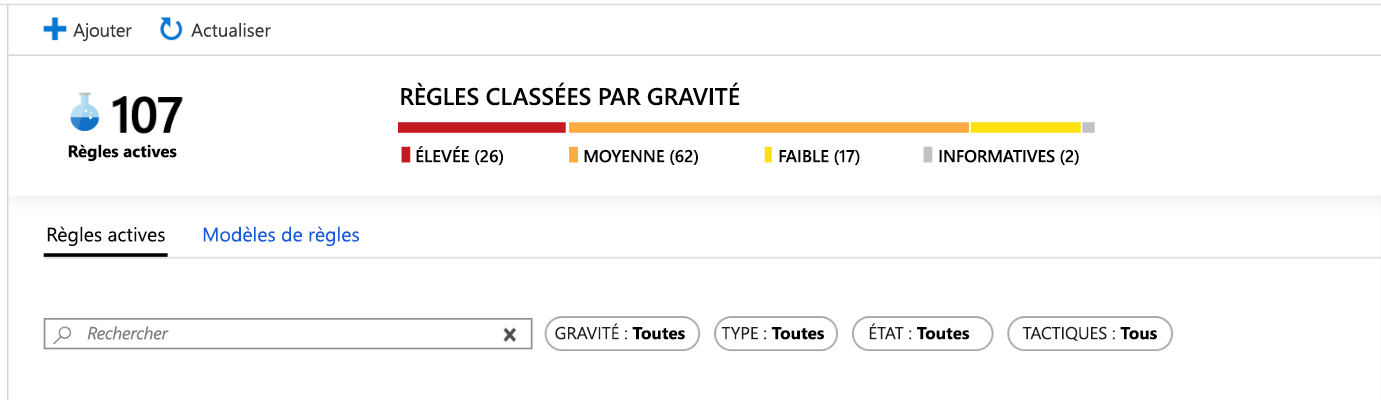 Ajouter Actualiser
107
Règles actives
RÈGLES CLASSÉES PAR GRAVITÉ
ÉLEVÉE (26) MOYENNE (62) FAIBLE (17) INFORMATIVES (2)
Règles actives Modèles de règles
Rechercher GRAVITÉ : Toutes TYPE : Toutes ÉTAT : Toutes TACTIQUES : Tous